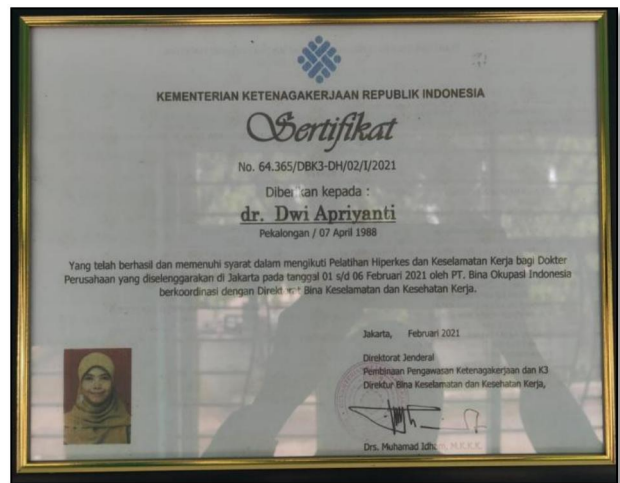 KEMENTERIAN KETENAGAKERJAAN REPUBLIK INDONESIA
Sertifikat
No. 64.365/DBK3-DH/02/I/2021
Diberikan kepada :
dr. Dwi Apriyanti
Pekalongan / 07 April 1988
Yang telah berhasil dan memenuhi syarat dalam mengikuti Pelatihan Hiperkes dan Keselamatan Kerja bagi Dokter
Perusahaan yang diselenggarakan di Jakarta pada tanggal 01 s/d 06 Februari 2021 oleh PT. Bina Okupasi Indonesia
berkoordinasi dengan Direktorat Bina Keselamatan dan Kesehatan Kerja.
Jakarta, Februari 2021
Direktorat Jenderal
Pembinaan Pengawasan Ketenagakerjaan dan K3
Direktur Bina Keselamatan dan Kesehatan Kerja,
Drs. Muhamad Idham, M.K.K.K